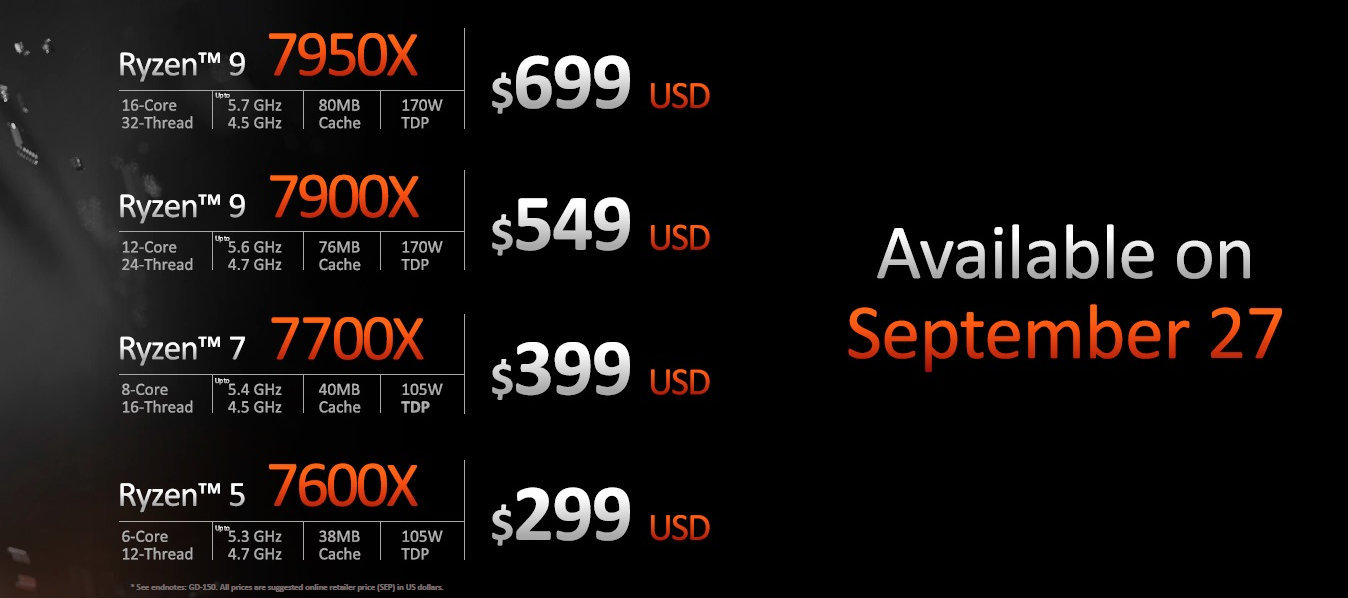 Ryzen™ 9 7950X
16-Core
32-Thread
Up to 5.7 GHz
4.5 GHz
80MB
Cache
170W
TDP
$699 USD
Ryzen™ 9 7900X
12-Core
24-Thread
Up to 5.6 GHz
4.7 GHz
76MB
Cache
170W
TDP
$549 USD
Ryzen™ 7 7700X
8-Core
16-Thread
Up to 5.4 GHz
4.5 GHz
40MB
Cache
105W
TDP
$399 USD
Ryzen™ 5 7600X
6-Core
12-Thread
Up to 5.3 GHz
4.7 GHz
38MB
Cache
105W
TDP
$299 USD
* See endnotes: GD-150. All prices are suggested online retailer price (SEP) in US dollars.
Available on
September 27